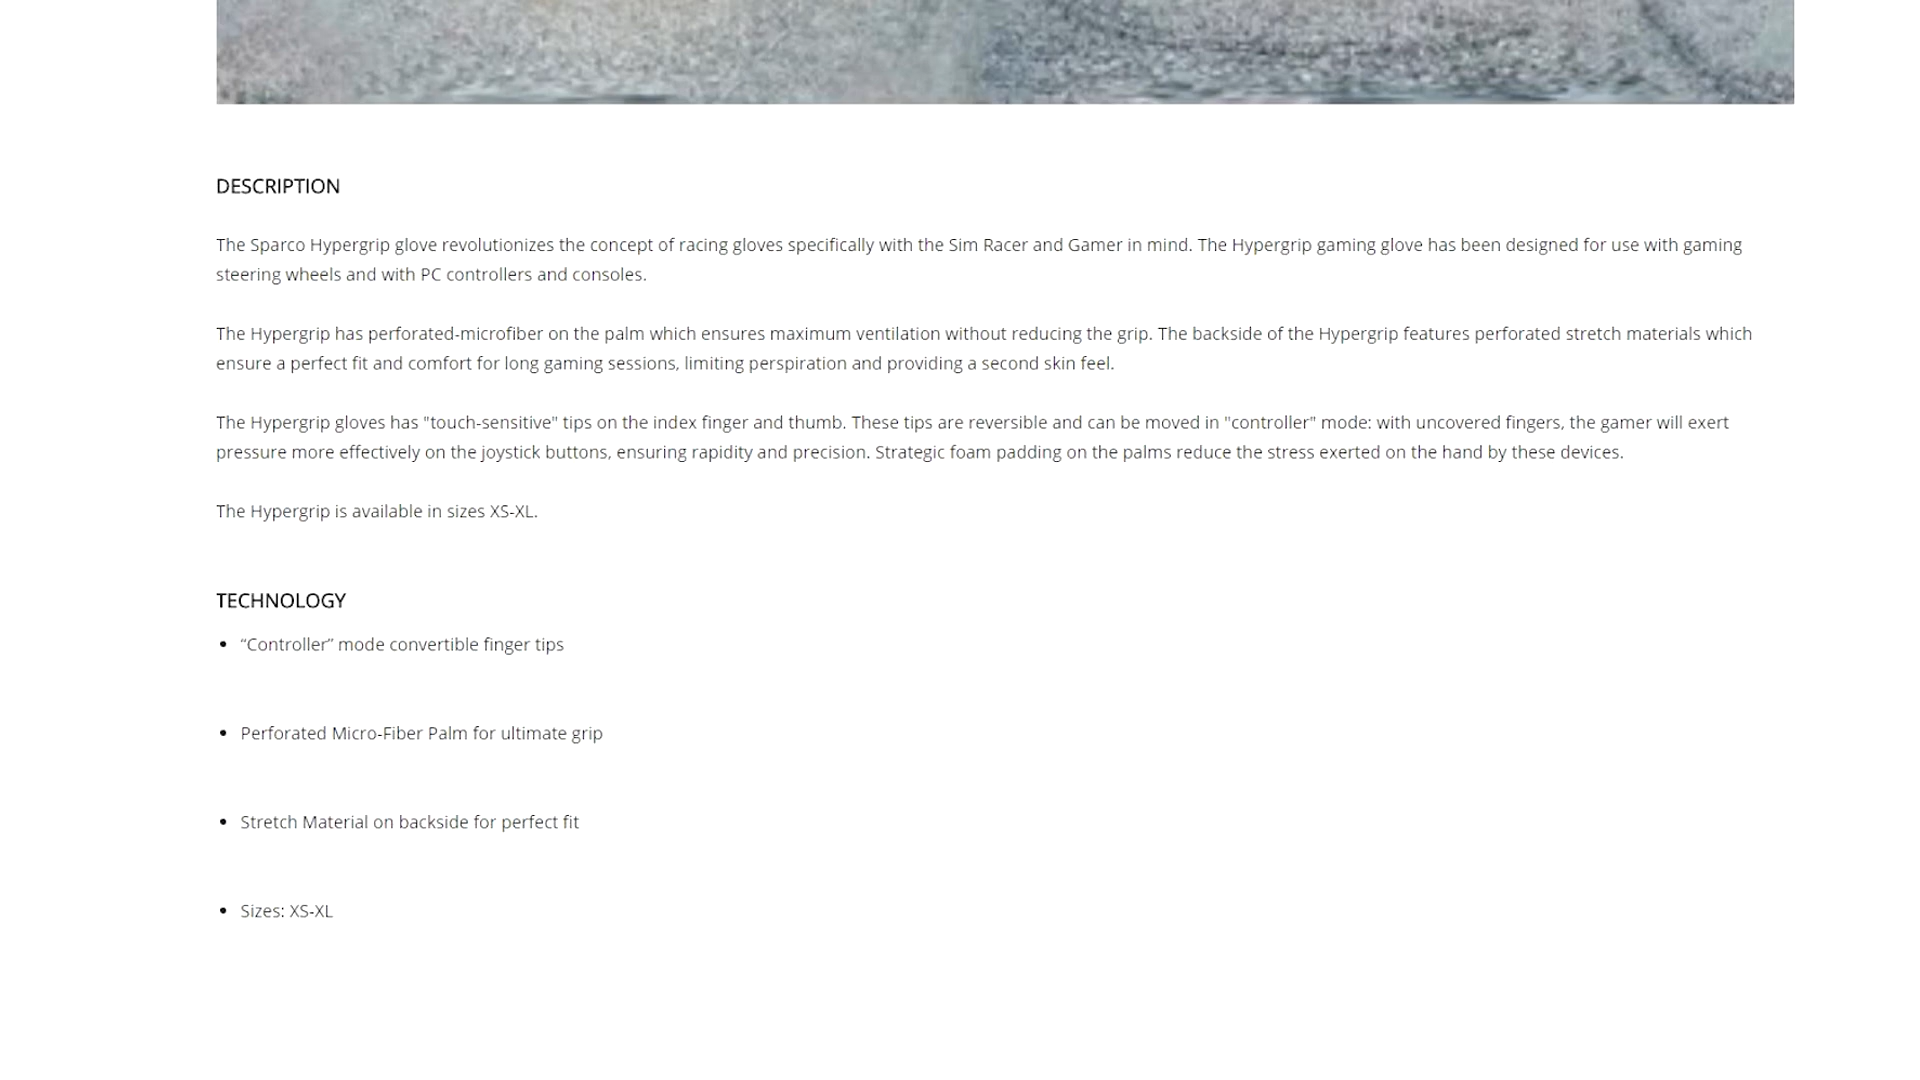 DESCRIPTION
The Sparco Hypergrip glove revolutionizes the concept of racing gloves specifically with the Sim Racer and Gamer in mind. The Hypergrip gaming glove has been designed for use with gaming
steering wheels and with PC controllers and consoles.
The Hypergrip has perforated-microfiber on the palm which ensures maximum ventilation without reducing the grip. The backside of the Hypergrip features perforated stretch materials which
ensure a perfect fit and comfort for long gaming sessions, limiting perspiration and providing a second skin feel.
The Hypergrip gloves has "touch-sensitive" tips on the index finger and thumb. These tips are reversible and can be moved in "controller" mode: with uncovered fingers, the gamer will exert
pressure more effectively on the joystick buttons, ensuring rapidity and precision. Strategic foam padding on the palms reduce the stress exerted on the hand by these devices.
The Hypergrip is available in sizes XS-XL.
TECHNOLOGY
• “Controller” mode convertible finger tips
• Perforated Micro-Fiber Palm for ultimate grip
• Stretch Material on backside for perfect fit
• Sizes: XS-XL